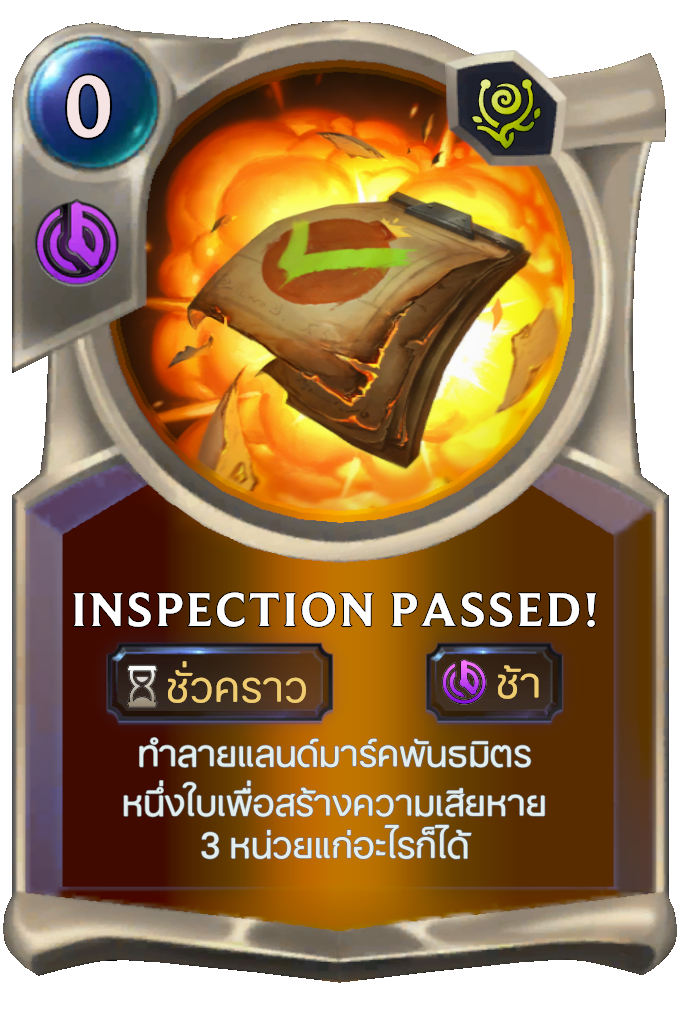 0
INSPECTION PASSED!
ชั่วคราว ช้า
ทำลายแลนด์มาร์คพันธมิตร
หนึ่งใบเพื่อสร้างความเสียหาย
3 หน่วยแก่อะไรก็ได้